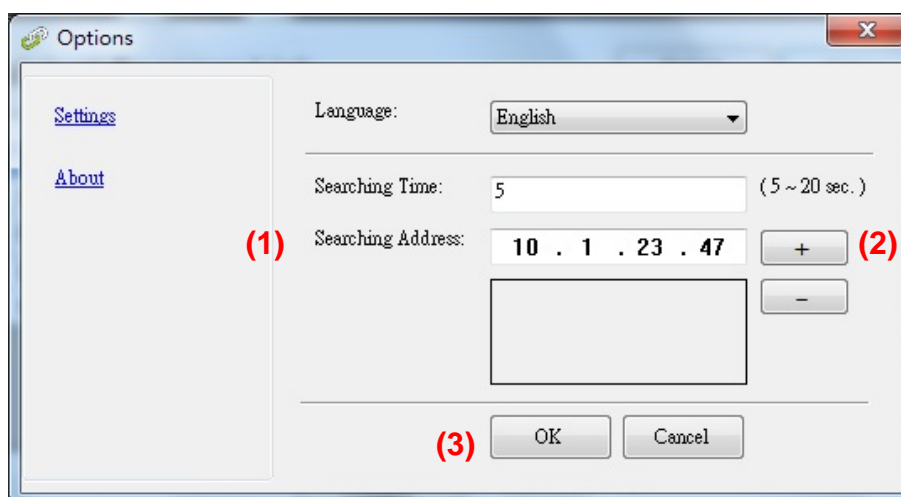 Options
Settings
About
Language: English
Searching Time: 5 ( 5 ~ 20 sec. )
(1) Searching Address: 10 . 1 . 23 . 47 + (2)
–
(3) OK Cancel